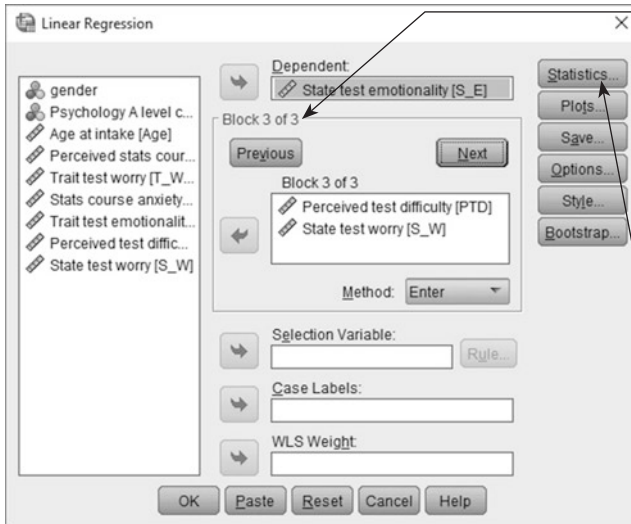 Linear Regression
gender
Psychology A level c...
Age at intake [Age]
Perceived stats cour...
Trait test worry [T_W...
Stats course anxiety...
Trait test emotionalit...
Perceived test diffic...
State test worry [S_W]
Dependent:
State test emotionality [S_E]
Block 3 of 3
Previous
Next
Block 3 of 3
Perceived test difficulty [PTD]
State test worry [S_W]
Method: Enter
Selection Variable:
Rule...
Case Labels:
WLS Weight:
Statistics...
Plots...
Save...
Options...
Style...
Bootstrap...
OK Paste Reset Cancel Help